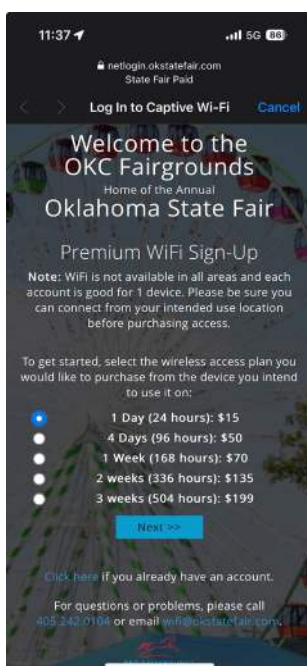 11:37
5G 86
netlogin.okstatefair.com
State Fair Paid
Log In to Captive Wi-Fi
Cancel
Welcome to the
OKC Fairgrounds
Home of the Annual
Oklahoma State Fair
Premium WiFi Sign-Up
Note: WiFi is not available in all areas and each
account is good for 1 device. Please be sure you
can connect from your intended use location
before purchasing access.
To get started, select the wireless access plan you
would like to purchase from the device you intend
to use it on:
1 Day (24 hours): $15
4 Days (96 hours): $50
1 Week (168 hours): $70
2 weeks (336 hours): $135
3 weeks (504 hours): $199
Next >>
Click here if you already have an account.
For questions or problems, please call
405.242.0104 or email wifi@okstatefair.com.